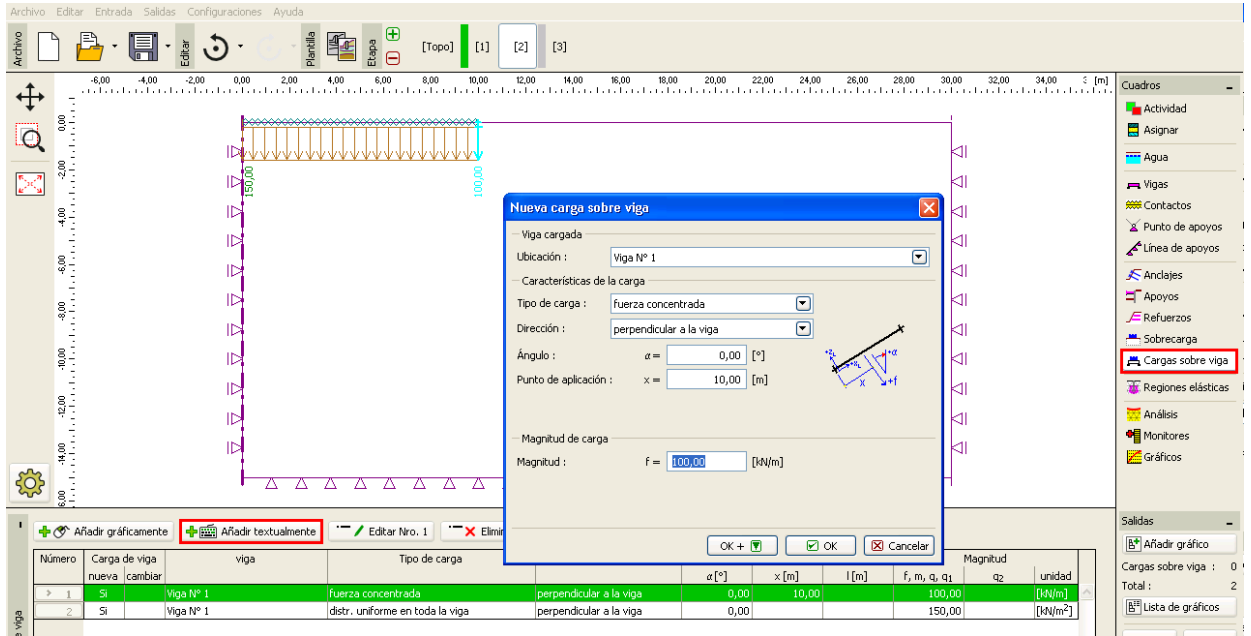 Archivo Editar Entrada Salidas Configuraciones Ayuda
Archivo
Editar
Plantilla
Etapa
[Topo] [1] [2] [3]
-6,00 -4,00 -2,00 0,00 2,00 4,00 6,00 8,00 10,00 12,00 14,00 16,00 18,00 20,00 22,00 24,00 26,00 28,00 30,00 32,00 34,00 [m]
0,00
-2,00
-4,00
-6,00
-8,00
-10,00
-12,00
-14,00
150,00
100,00
Nueva carga sobre viga
Viga cargada
Ubicación : Viga Nº 1
Características de la carga
Tipo de carga : fuerza concentrada
Dirección : perpendicular a la viga
Ángulo : α = 0,00 [°]
Punto de aplicación : x = 10,00 [m]
+zL
+xL
+α
x
+f
Magnitud de carga
Magnitud : f = 100,00 [kN/m]
OK + OK Cancelar
Cuadros
Actividad
Asignar
Agua
Vigas
Contactos
Punto de apoyos
Línea de apoyos
Anclajes
Apoyos
Refuerzos
Sobrecarga
Cargas sobre viga
Regiones elásticas
Análisis
Monitores
Gráficos
Añadir gráficamente Añadir textualmente Editar Nro. 1 Elimin
Número Carga de viga viga Tipo de carga Magnitud
nueva cambiar α [°] x [m] l [m] f, m, q, q1 q2 unidad
1 Si Viga Nº 1 fuerza concentrada perpendicular a la viga 0,00 10,00 100,00 [kN/m]
2 Si Viga Nº 1 distr. uniforme en toda la viga perpendicular a la viga 0,00 150,00 [kN/m²]
Salidas
Añadir gráfico
Cargas sobre viga : 0
Total : 2
Lista de gráficos
e viga